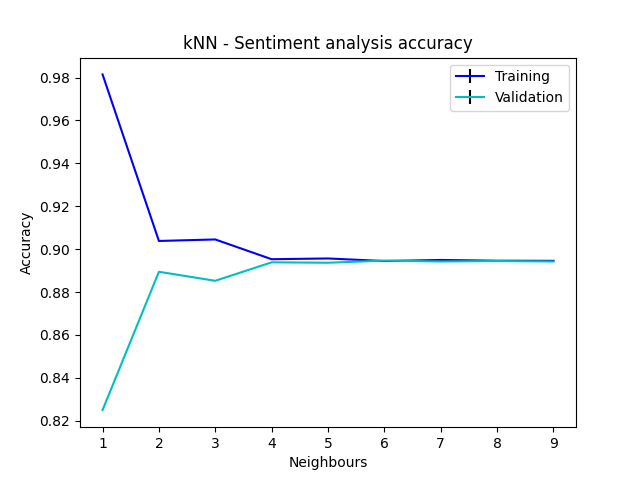 kNN - Sentiment analysis accuracy
Training
Validation
0.98
0.96
0.94
0.92
0.90
0.88
0.86
0.84
0.82
Accuracy
1 2 3 4 5 6 7 8 9
Neighbours